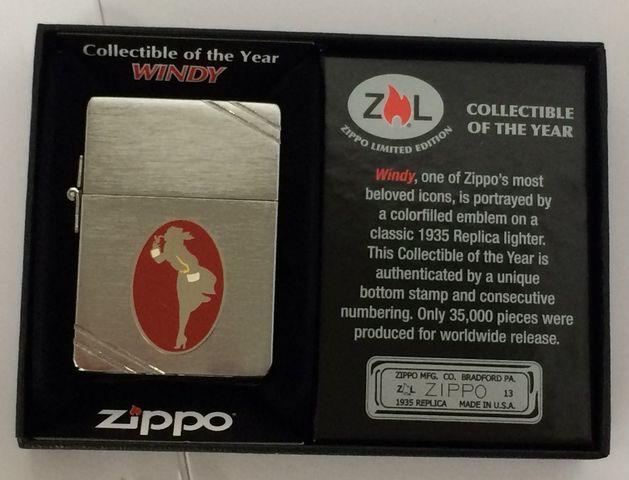 Collectible of the Year
WINDY
zippo
Z L
ZIPPO LIMITED EDITION
COLLECTIBLE
OF THE YEAR
Windy, one of Zippo's most
beloved icons, is portrayed by
a colorfilled emblem on a
classic 1935 Replica lighter.
This Collectible of the Year is
authenticated by a unique
bottom stamp and consecutive
numbering. Only 35,000 pieces were
produced for worldwide release.
ZIPPO MFG. CO. BRADFORD PA.
Z L ZIPPO 13
1935 REPLICA MADE IN U.S.A.